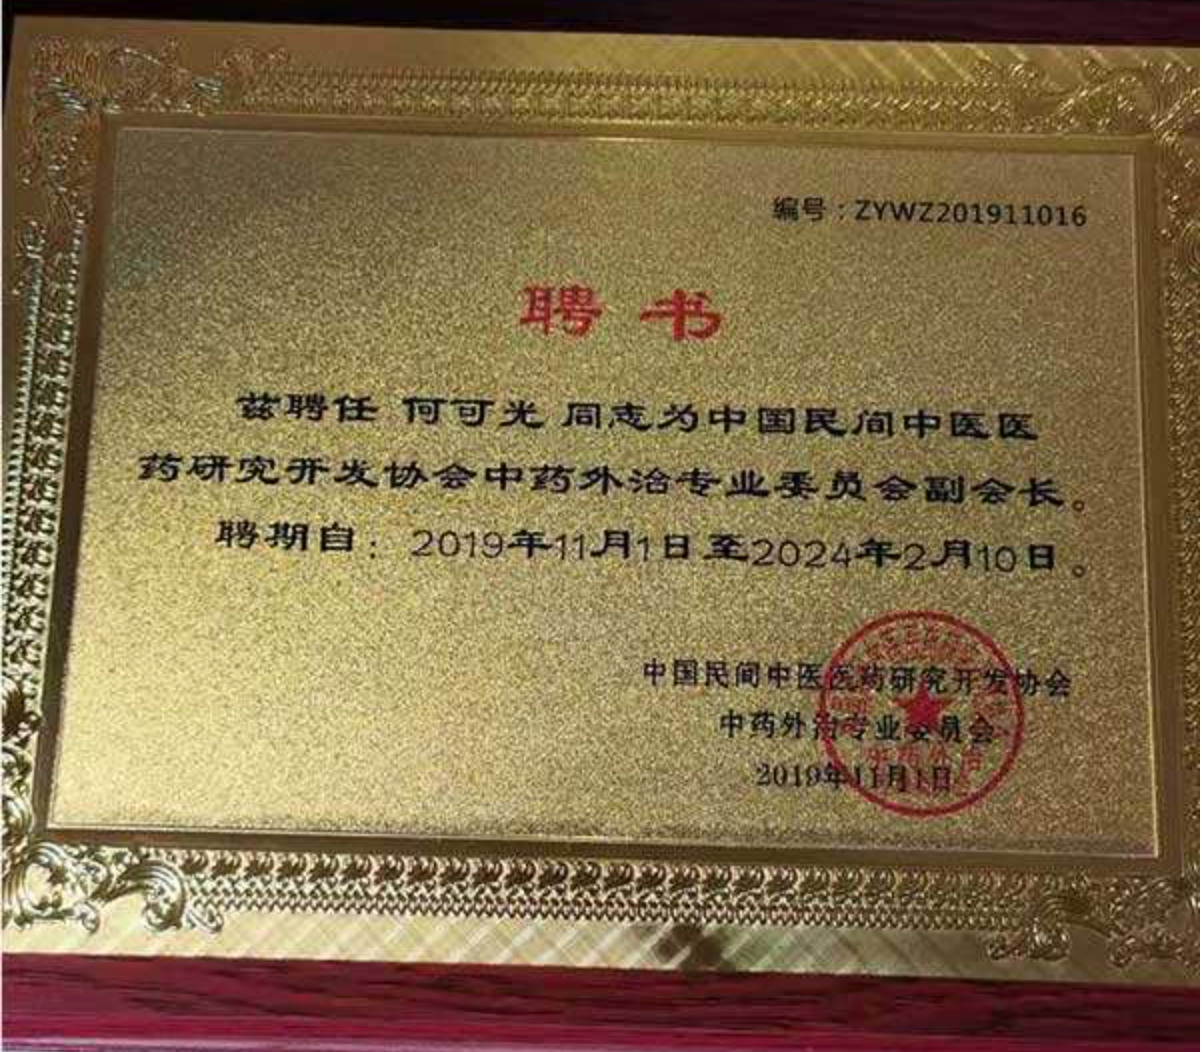 编号：ZYWZ201911016
聘书
兹聘任 何可光 同志为中国民间中医医
药研究开发协会中药外治专业委员会副会长。
聘期自：2019年11月1日至2024年2月10日。
中国民间中医医药研究开发协会
中药外治专业委员会
2019年11月1日